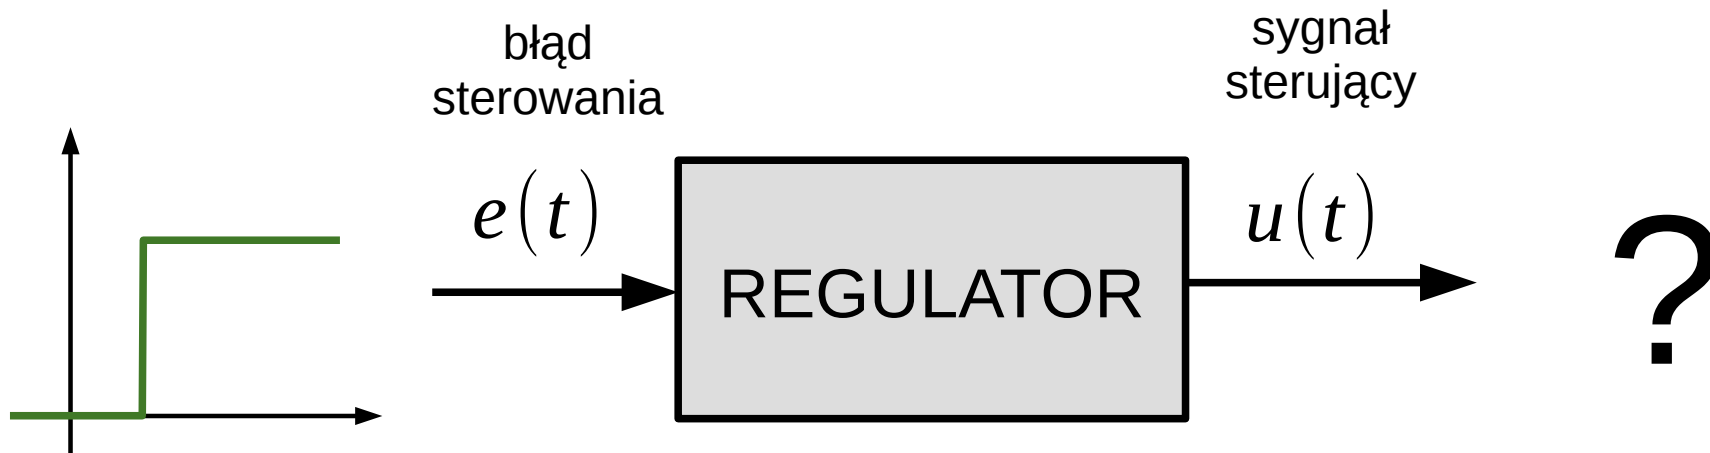 błąd
sterowania
sygnał
sterujący
e(t)
u(t)
REGULATOR
?